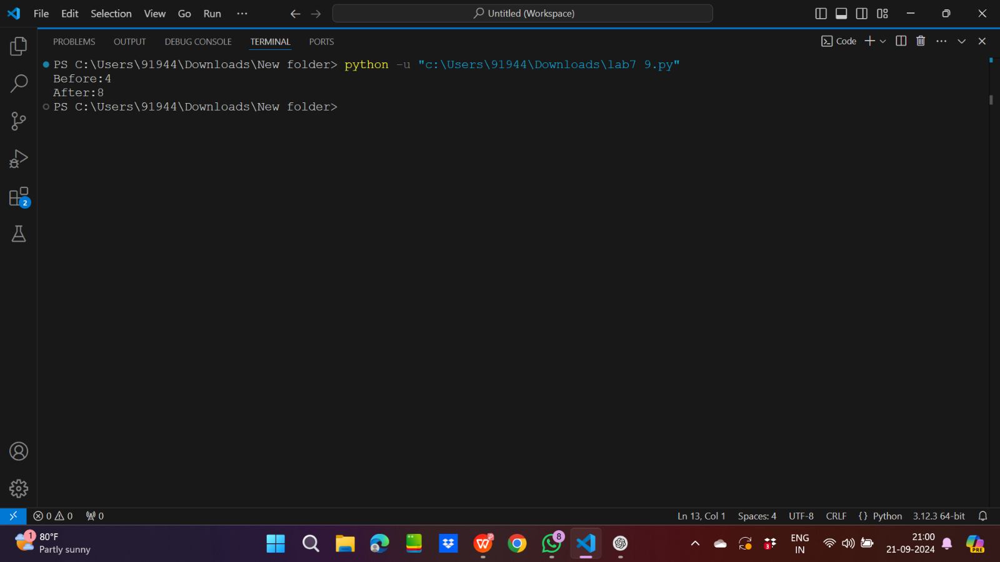 File Edit Selection View Go Run ···
Untitled (Workspace)
PROBLEMS OUTPUT DEBUG CONSOLE TERMINAL PORTS
Code
PS C:\Users\91944\Downloads\New folder> python -u "c:\Users\91944\Downloads\lab7 9.py"
Before:4
After:8
PS C:\Users\91944\Downloads\New folder>
2
0 0 0
Ln 13, Col 1 Spaces: 4 UTF-8 CRLF {} Python 3.12.3 64-bit
1
80°F
Partly sunny
W P
8
3
ENG
IN
21:00
21-09-2024
PRE